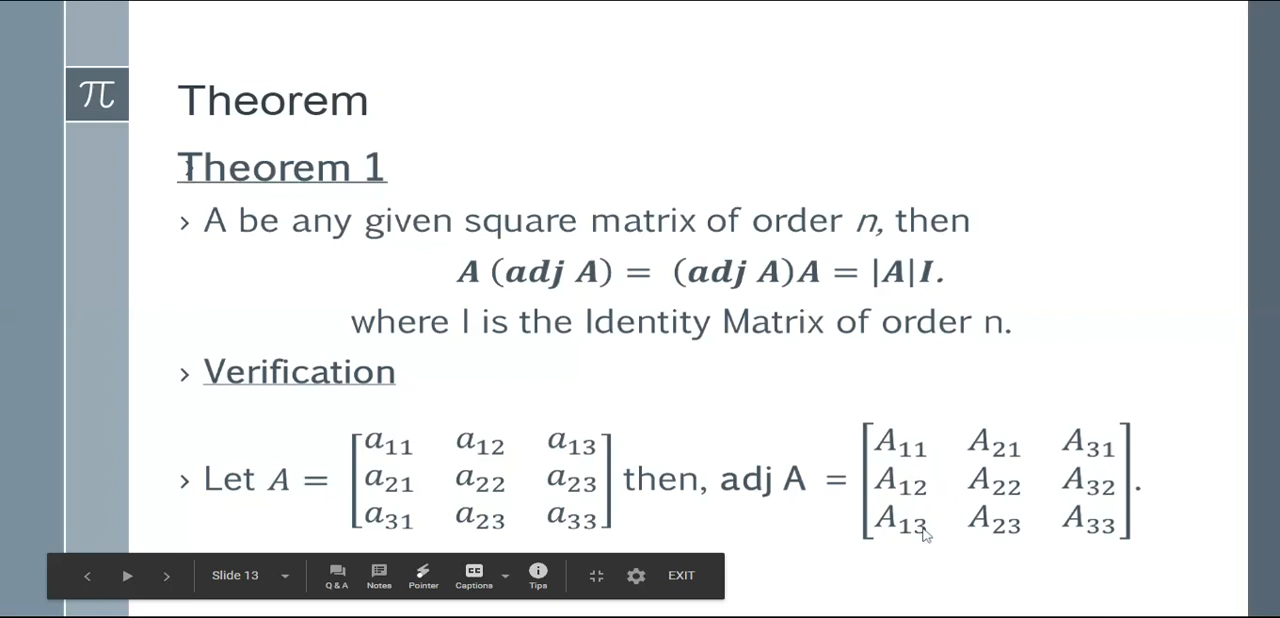 π
Theorem
Theorem 1
› A be any given square matrix of order n, then
A (adj A) = (adj A)A = |A|I.
where I is the Identity Matrix of order n.
› Verification
› Let A = [a11 a12 a13 a21 a22 a23 a31 a23 a33] then, adj A = [A11 A21 A31 A12 A22 A32 A13 A23 A33].
Slide 13
Q & A Notes Pointer CC Captions Tips EXIT